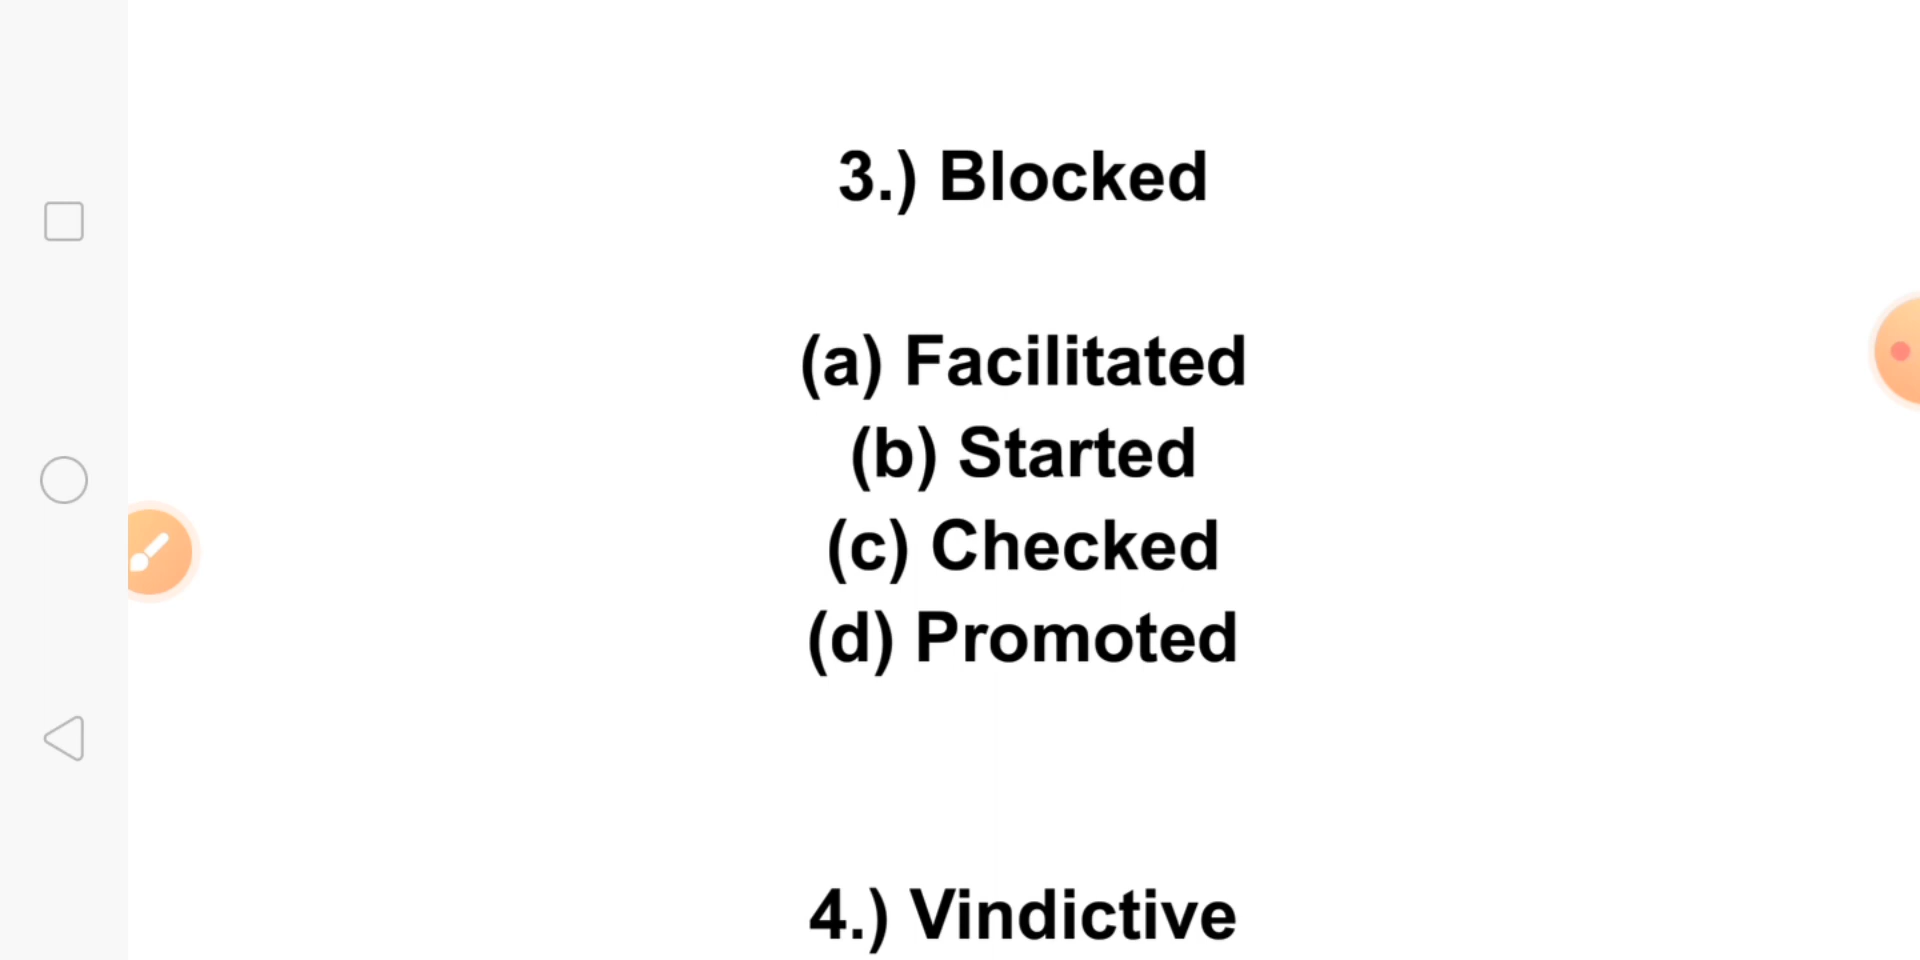 3.) Blocked
(a) Facilitated
(b) Started
(c) Checked
(d) Promoted
4.) Vindictive